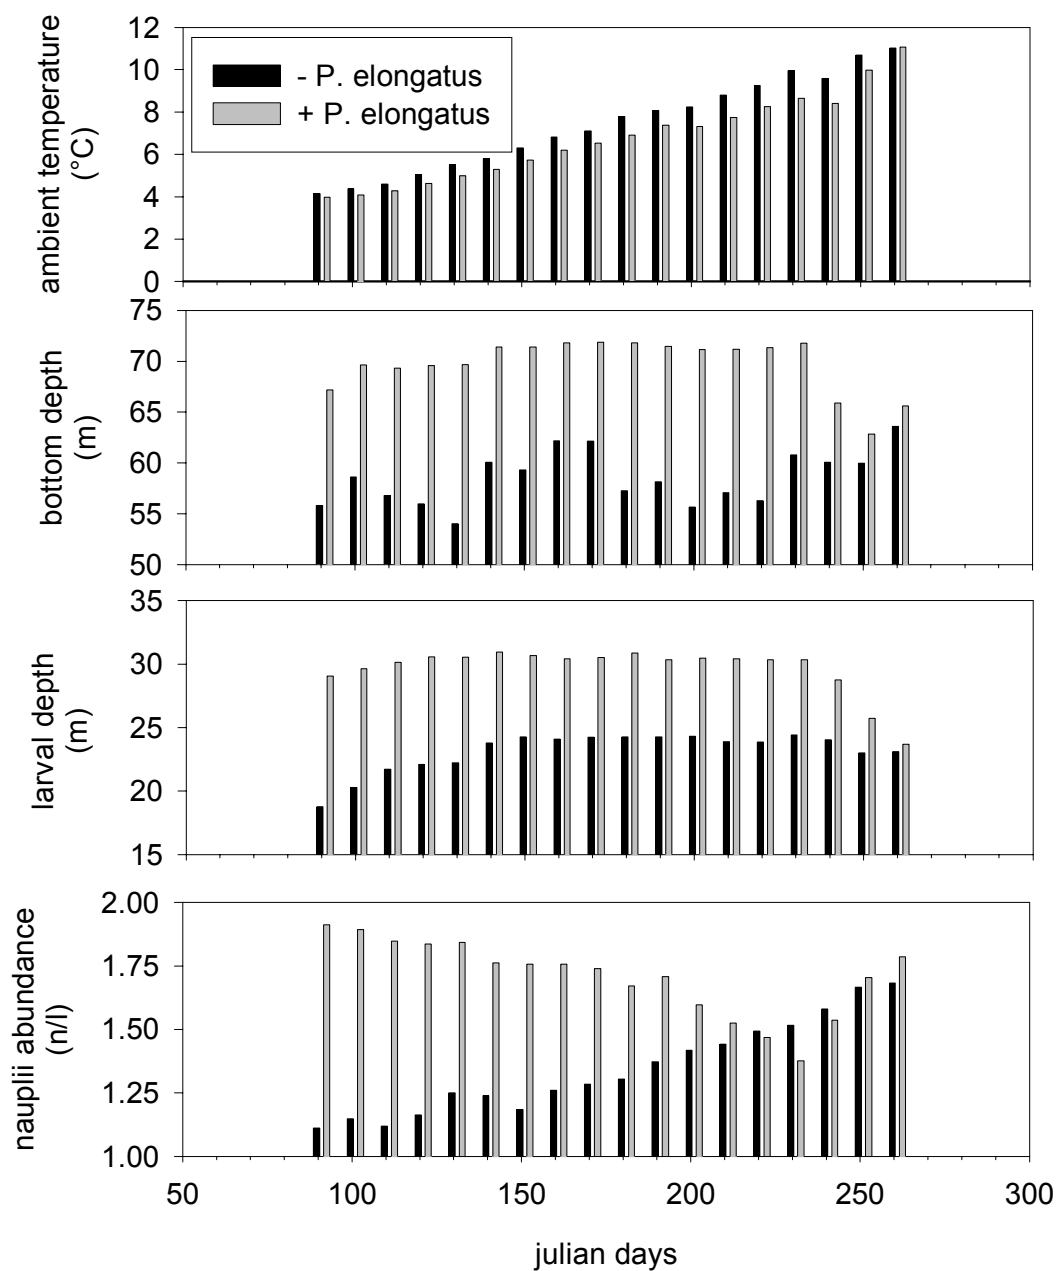 ambient temperature
(°C)
12
10
8
6
4
2
0
- P. elongatus
+ P. elongatus
bottom depth
(m)
75
70
65
60
55
50
larval depth
(m)
35
30
25
20
15
nauplii abundance
(n/l)
2.00
1.75
1.50
1.25
1.00
50 100 150 200 250 300
julian days